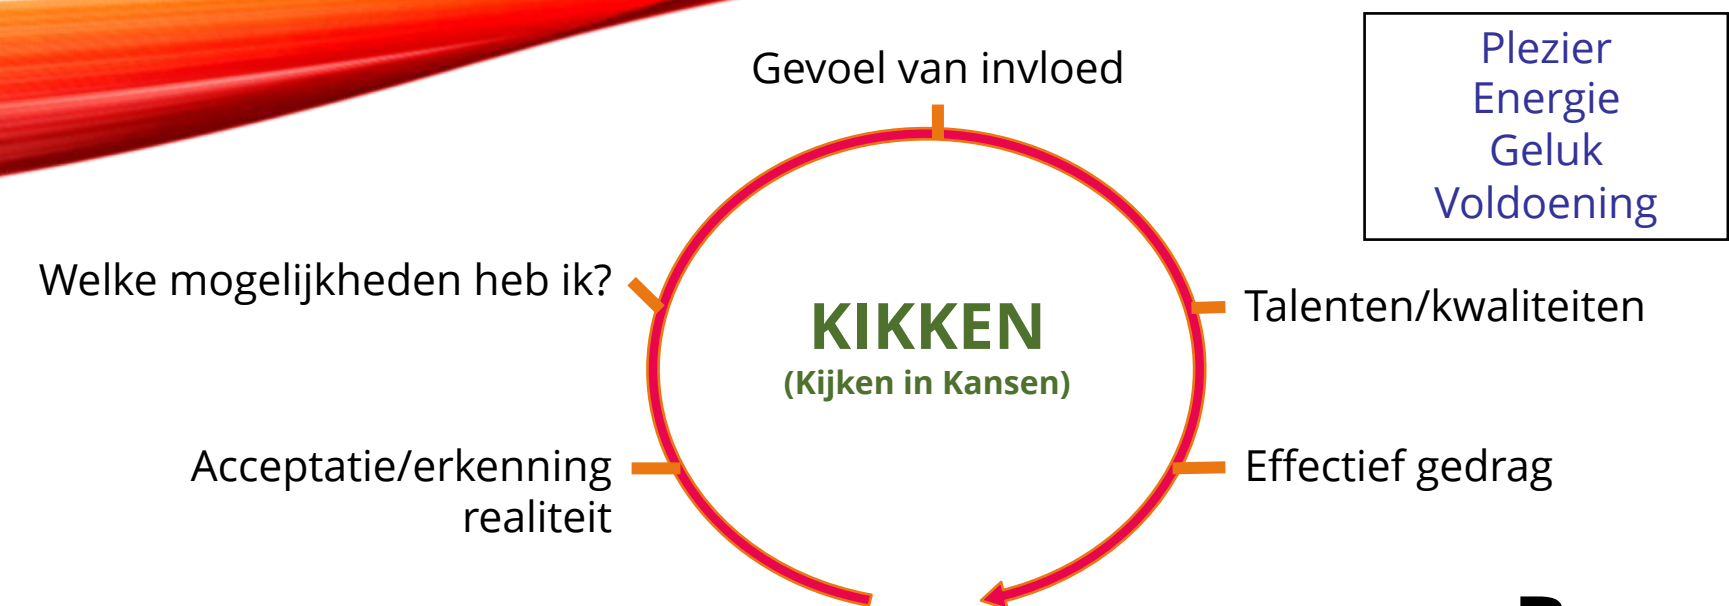 Gevoel van invloed
Plezier
Energie
Geluk
Voldoening
Welke mogelijkheden heb ik?
Talenten/kwaliteiten
KIKKEN
(Kijken in Kansen)
Acceptatie/erkenning
realiteit
Effectief gedrag